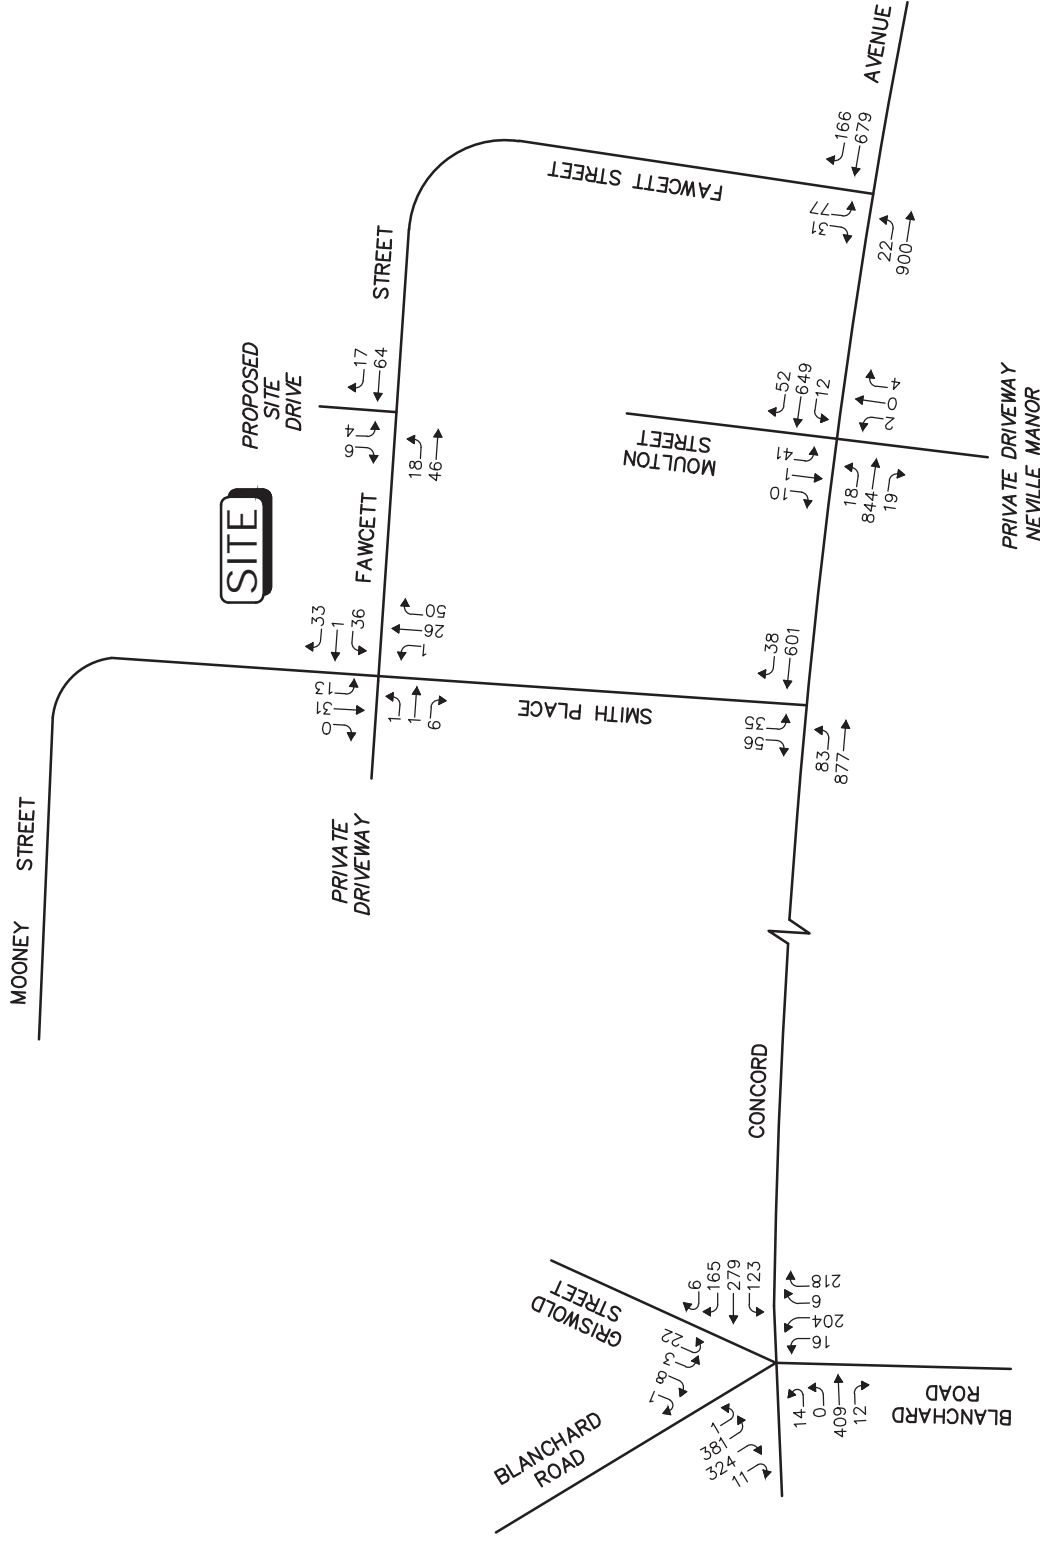 MOONEY STREET
PRIVATE
DRIVEWAY
SITE
PROPOSED
SITE
DRIVE
FAWCETT STREET
17
64
4
6
18
46
33
1
36
13
31
0
1
1
6
50
26
1
SMITH PLACE
FAWCETT STREET
MOULTON
STREET
166
679
77
31
22
900
52
649
12
41
1
10
18
844
19
4
0
2
PRIVATE DRIVEWAY
NEVILLE MANOR
38
601
35
56
83
877
CONCORD AVENUE
GRISWOLD
STREET
6
165
279
123
22
3
8
1
218
6
204
16
BLANCHARD
ROAD
1
381
324
11
14
0
409
12
BLANCHARD
ROAD